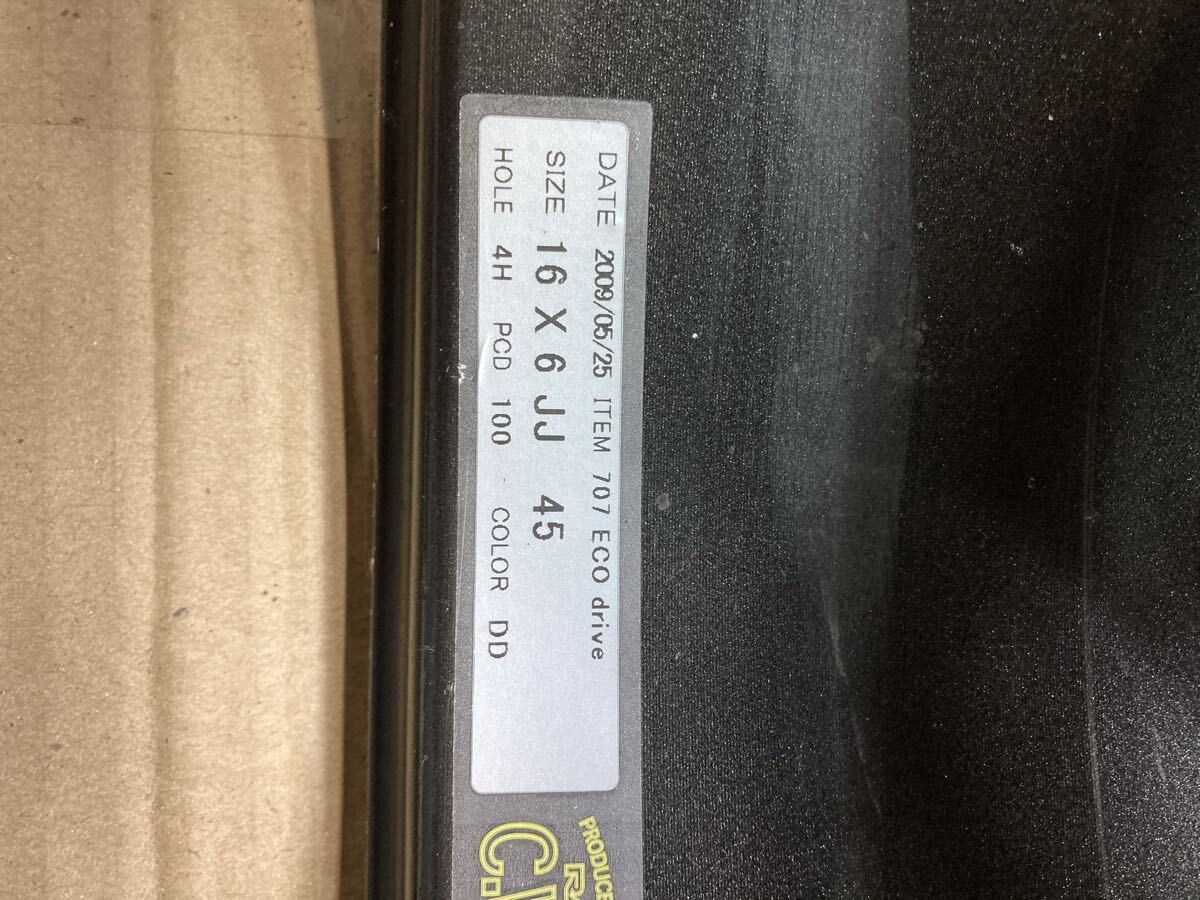 DATE 2009/05/25 ITEM 707 ECO drive
SIZE 16 X 6 JJ 45
HOLE 4H PCD 100 COLOR DD